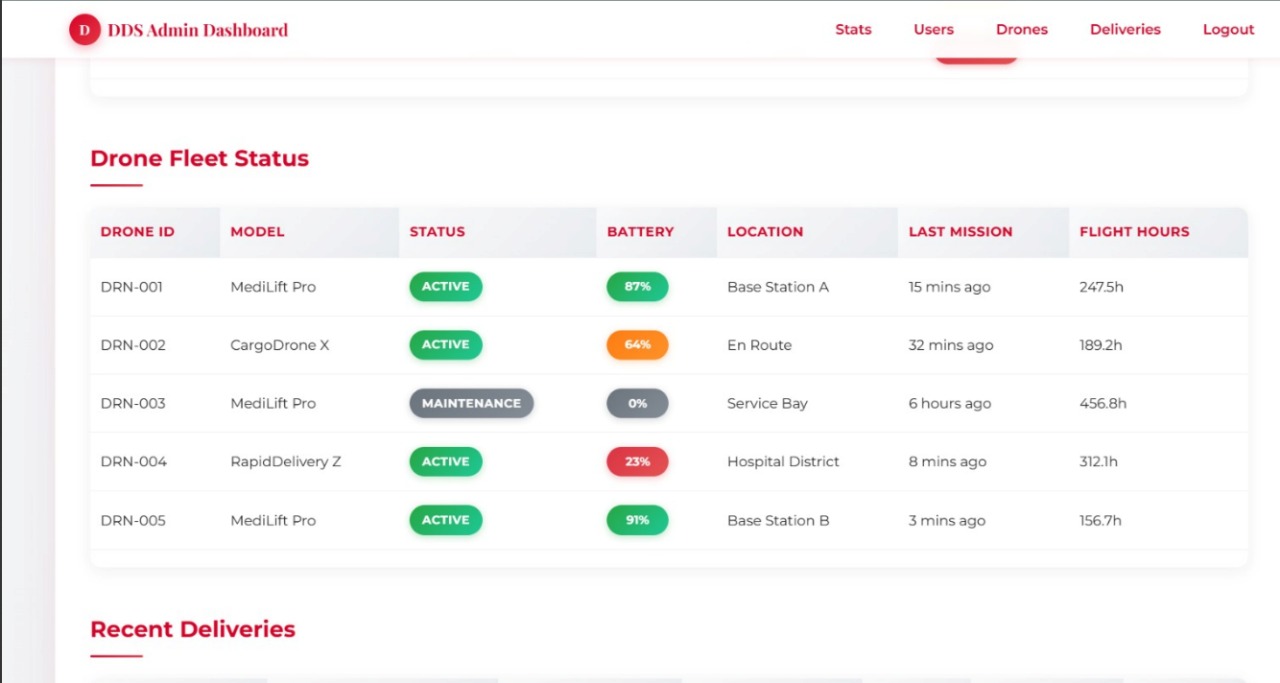 D DDS Admin Dashboard Stats Users Drones Deliveries Logout
Drone Fleet Status
DRONE ID MODEL STATUS BATTERY LOCATION LAST MISSION FLIGHT HOURS
DRN-001 MediLift Pro ACTIVE 87% Base Station A 15 mins ago 247.5h
DRN-002 CargoDrone X ACTIVE 64% En Route 32 mins ago 189.2h
DRN-003 MediLift Pro MAINTENANCE 0% Service Bay 6 hours ago 456.8h
DRN-004 RapidDelivery Z ACTIVE 23% Hospital District 8 mins ago 312.1h
DRN-005 MediLift Pro ACTIVE 91% Base Station B 3 mins ago 156.7h
Recent Deliveries